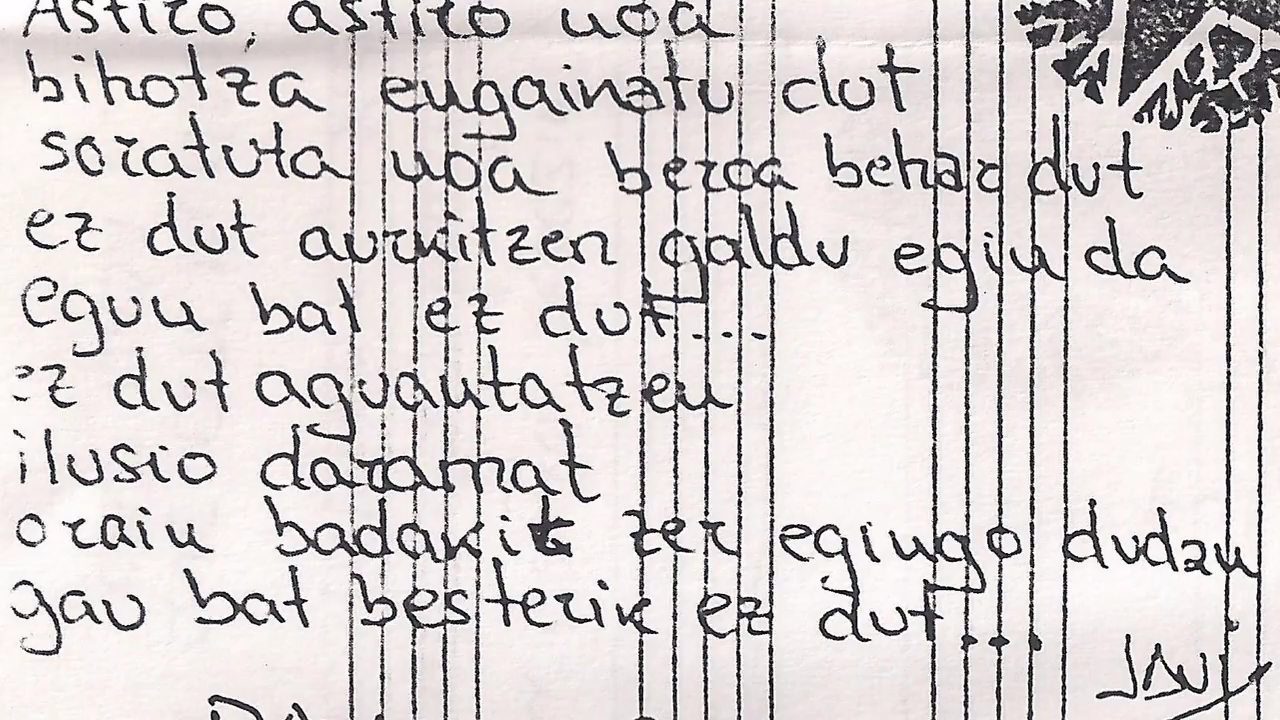 Astiro, astiro noa
bihotza engainatu dut
soratuta noa beroa behar dut
ez dut aurkitzen galdu egin da
egun bat ez dut...
ez dut aguantatzen
ilusio daramat
orain badakit zer egingo dudan
gau bat besterik ez dut...
JAVI